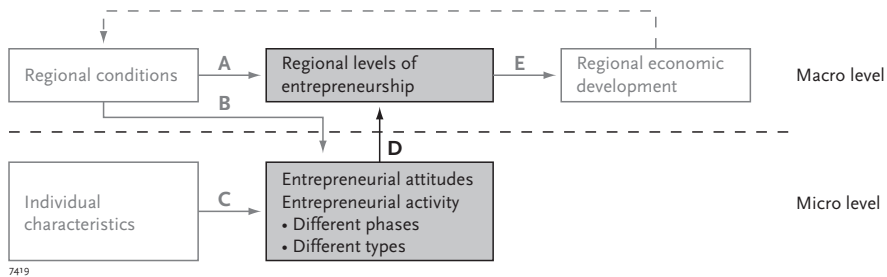 Regional conditions
A
B
Regional levels of
entrepreneurship
E
Regional economic
development
Macro level
D
Individual
characteristics
C
Entrepreneurial attitudes
Entrepreneurial activity
• Different phases
• Different types
Micro level
7419